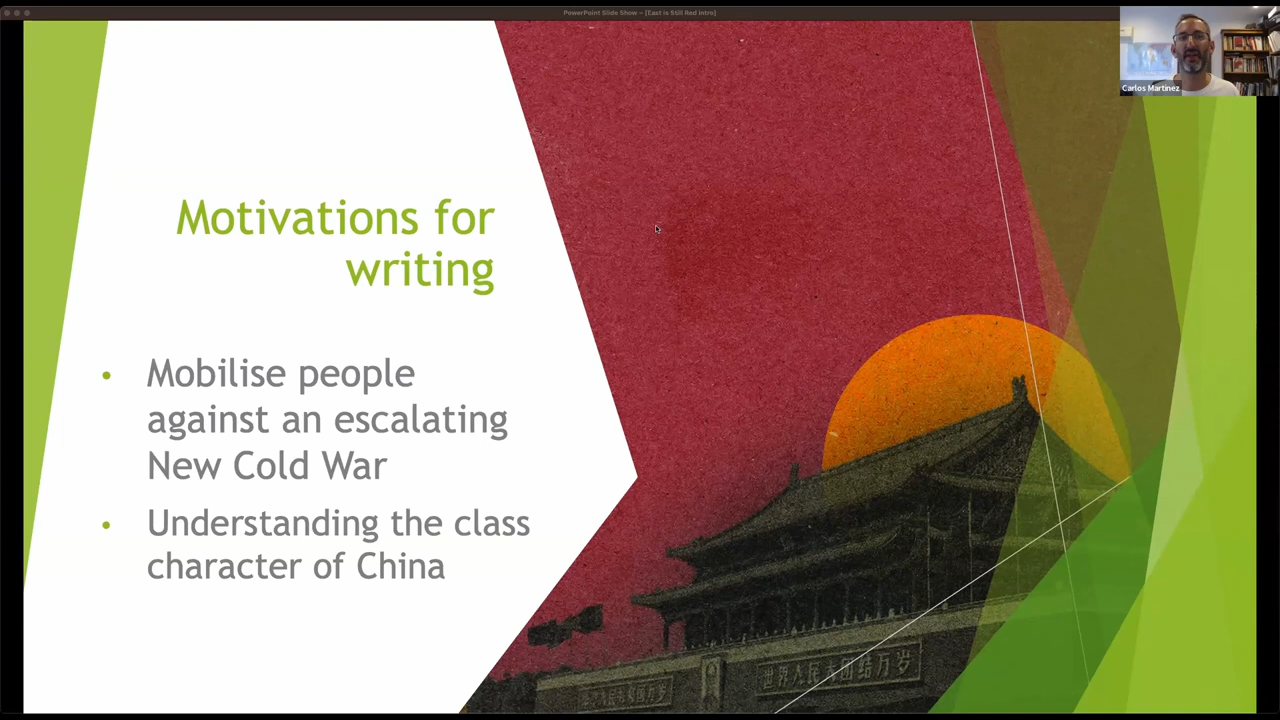 PowerPoint Slide Show - [East is Still Red intro]
Carlos Martinez
Motivations for
writing
• Mobilise people
against an escalating
New Cold War
• Understanding the class
character of China
世界人民大团结万岁